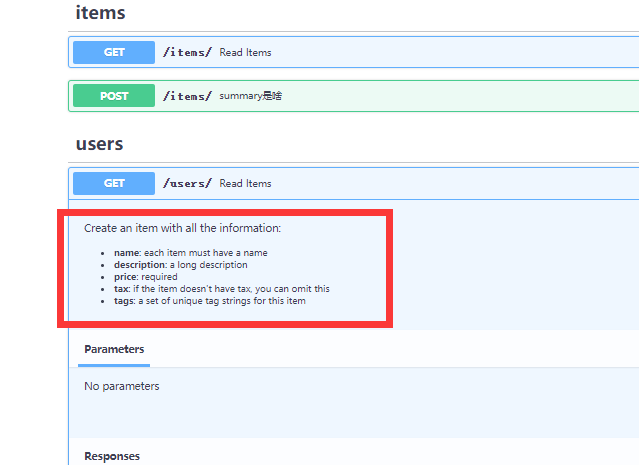 items
GET /items/ Read Items
POST /items/ summary是啥
users
GET /users/ Read Items
Create an item with all the information:
• name: each item must have a name
• description: a long description
• price: required
• tax: if the item doesn't have tax, you can omit this
• tags: a set of unique tag strings for this item
Parameters
No parameters
Responses